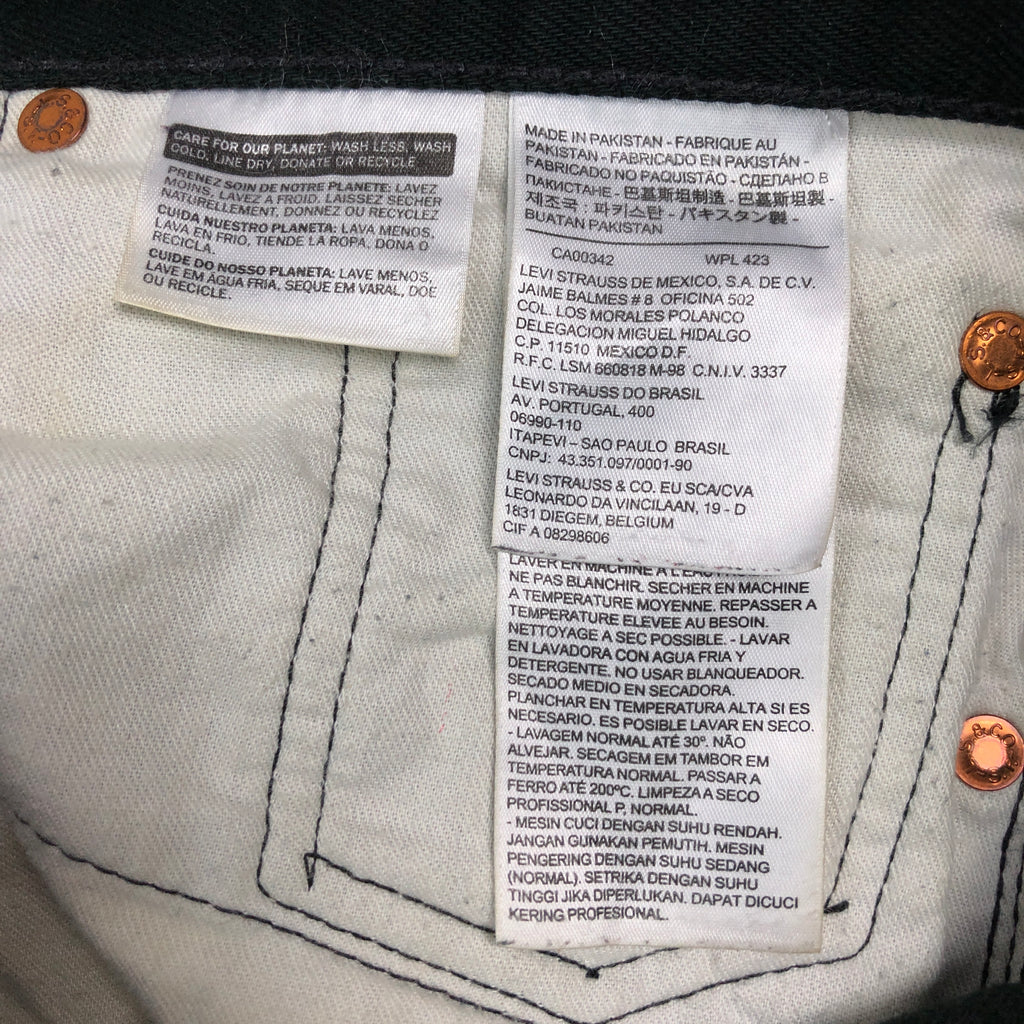 CARE FOR OUR PLANET: WASH LESS, WASH
COLD, LINE DRY, DONATE OR RECYCLE
PRENEZ SOIN DE NOTRE PLANETE: LAVEZ
MOINS, LAVEZ A FROID, LAISSEZ SECHER
NATURELLEMENT, DONNEZ OU RECYCLEZ
CUIDA NUESTRO PLANETA: LAVA MENOS,
LAVA EN FRIO, TIENDE LA ROPA, DONA O
RECICLA.
CUIDE DO NOSSO PLANETA: LAVE MENOS,
LAVE EM ÁGUA FRIA, SEQUE EM VARAL, DOE
OU RECICLE.
MADE IN PAKISTAN - FABRIQUE AU
PAKISTAN - FABRICADO EN PAKISTÁN -
FABRICADO NO PAQUISTÃO - СДЕЛАНО В
ПАКИСТАНЕ - 巴基斯坦制造 - 巴基斯坦製 -
제조국 : 파키스탄 - パキスタン製 -
BUATAN PAKISTAN
CA00342 WPL 423
LEVI STRAUSS DE MEXICO, S.A. DE C.V.
JAIME BALMES # 8 OFICINA 502
COL. LOS MORALES POLANCO
DELEGACION MIGUEL HIDALGO
C.P. 11510 MEXICO D.F.
R.F.C. LSM 660818 M-98 C.N.I.V. 3337
LEVI STRAUSS DO BRASIL
AV. PORTUGAL, 400
06990-110
ITAPEVI – SAO PAULO BRASIL
CNPJ: 43.351.097/0001-90
LEVI STRAUSS & CO. EU SCA/CVA
LEONARDO DA VINCILAAN, 19 - D
1831 DIEGEM, BELGIUM
CIF A 08298606
LAVER EN MACHINE A L'EAU
NE PAS BLANCHIR. SECHER EN MACHINE
A TEMPERATURE MOYENNE. REPASSER A
TEMPERATURE ELEVEE AU BESOIN.
NETTOYAGE A SEC POSSIBLE. - LAVAR
EN LAVADORA CON AGUA FRIA Y
DETERGENTE. NO USAR BLANQUEADOR.
SECADO MEDIO EN SECADORA.
PLANCHAR EN TEMPERATURA ALTA SI ES
NECESARIO. ES POSIBLE LAVAR EN SECO.
- LAVAGEM NORMAL ATÉ 30º. NÃO
ALVEJAR. SECAGEM EM TAMBOR EM
TEMPERATURA NORMAL. PASSAR A
FERRO ATÉ 200ºC. LIMPEZA A SECO
PROFISSIONAL P, NORMAL.
- MESIN CUCI DENGAN SUHU RENDAH.
JANGAN GUNAKAN PEMUTIH. MESIN
PENGERING DENGAN SUHU SEDANG
(NORMAL). SETRIKA DENGAN SUHU
TINGGI JIKA DIPERLUKAN. DAPAT DICUCI
KERING PROFESIONAL.